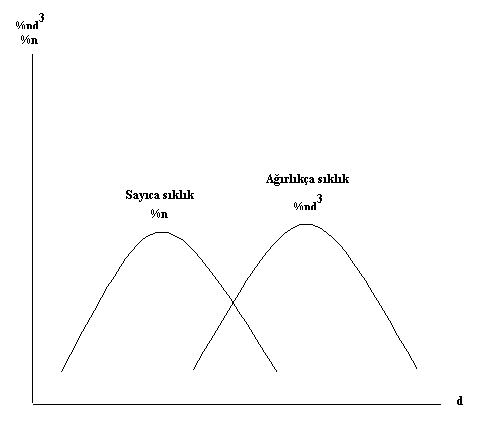 %nd³
%n
Ağırlıkça sıklık
%nd³
Sayıca sıklık
%n
d